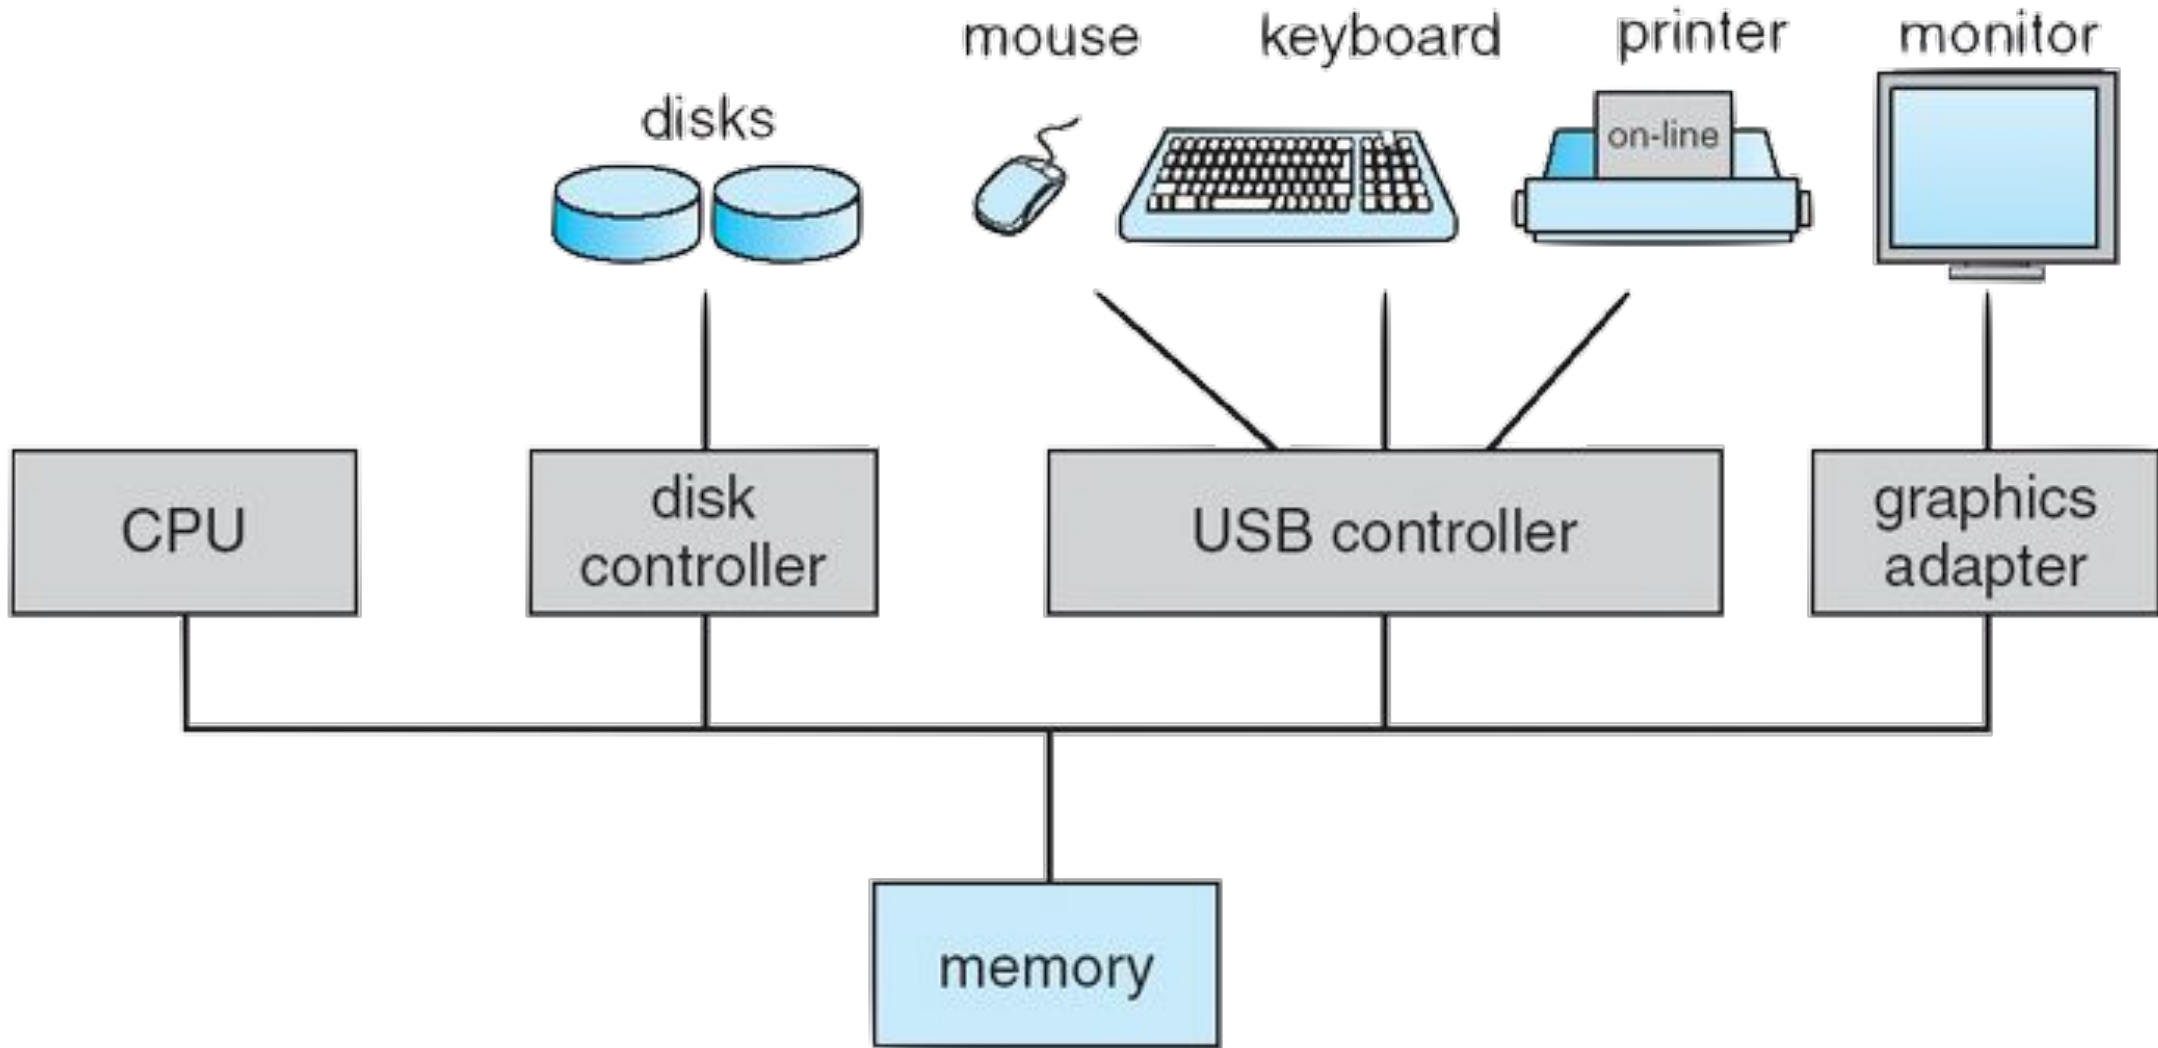 mouse
keyboard
printer
monitor
disks
on-line
CPU
disk
controller
USB controller
graphics
adapter
memory